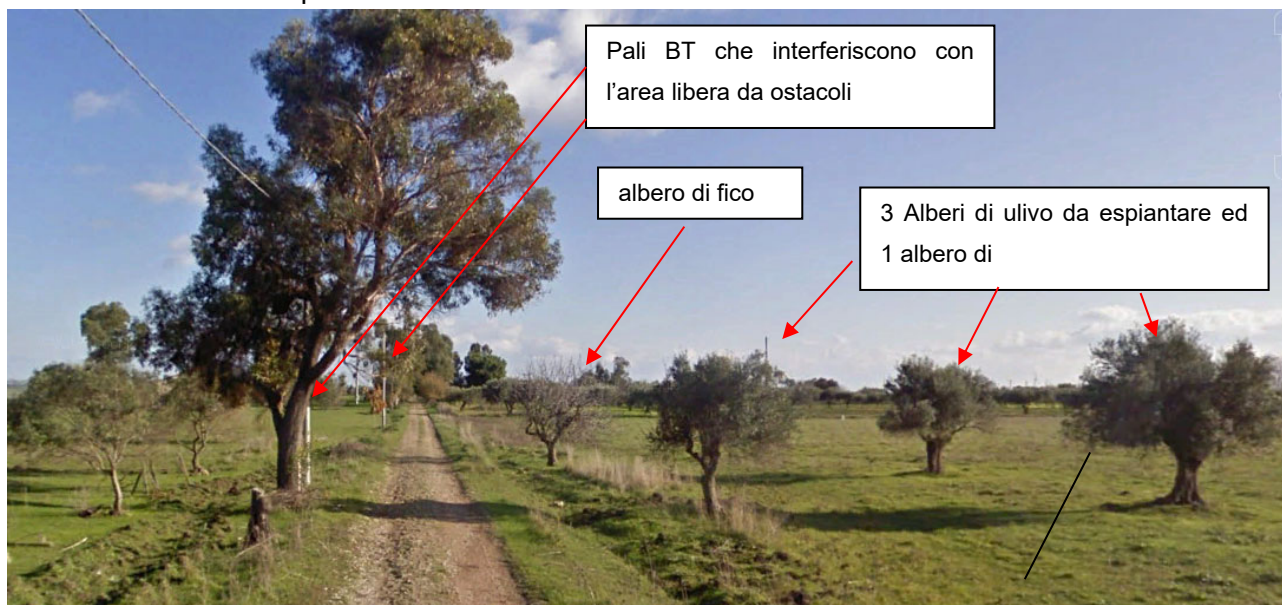 Pali BT che interferiscono con
l'area libera da ostacoli
albero di fico
3 Alberi di ulivo da espiantare ed
1 albero di